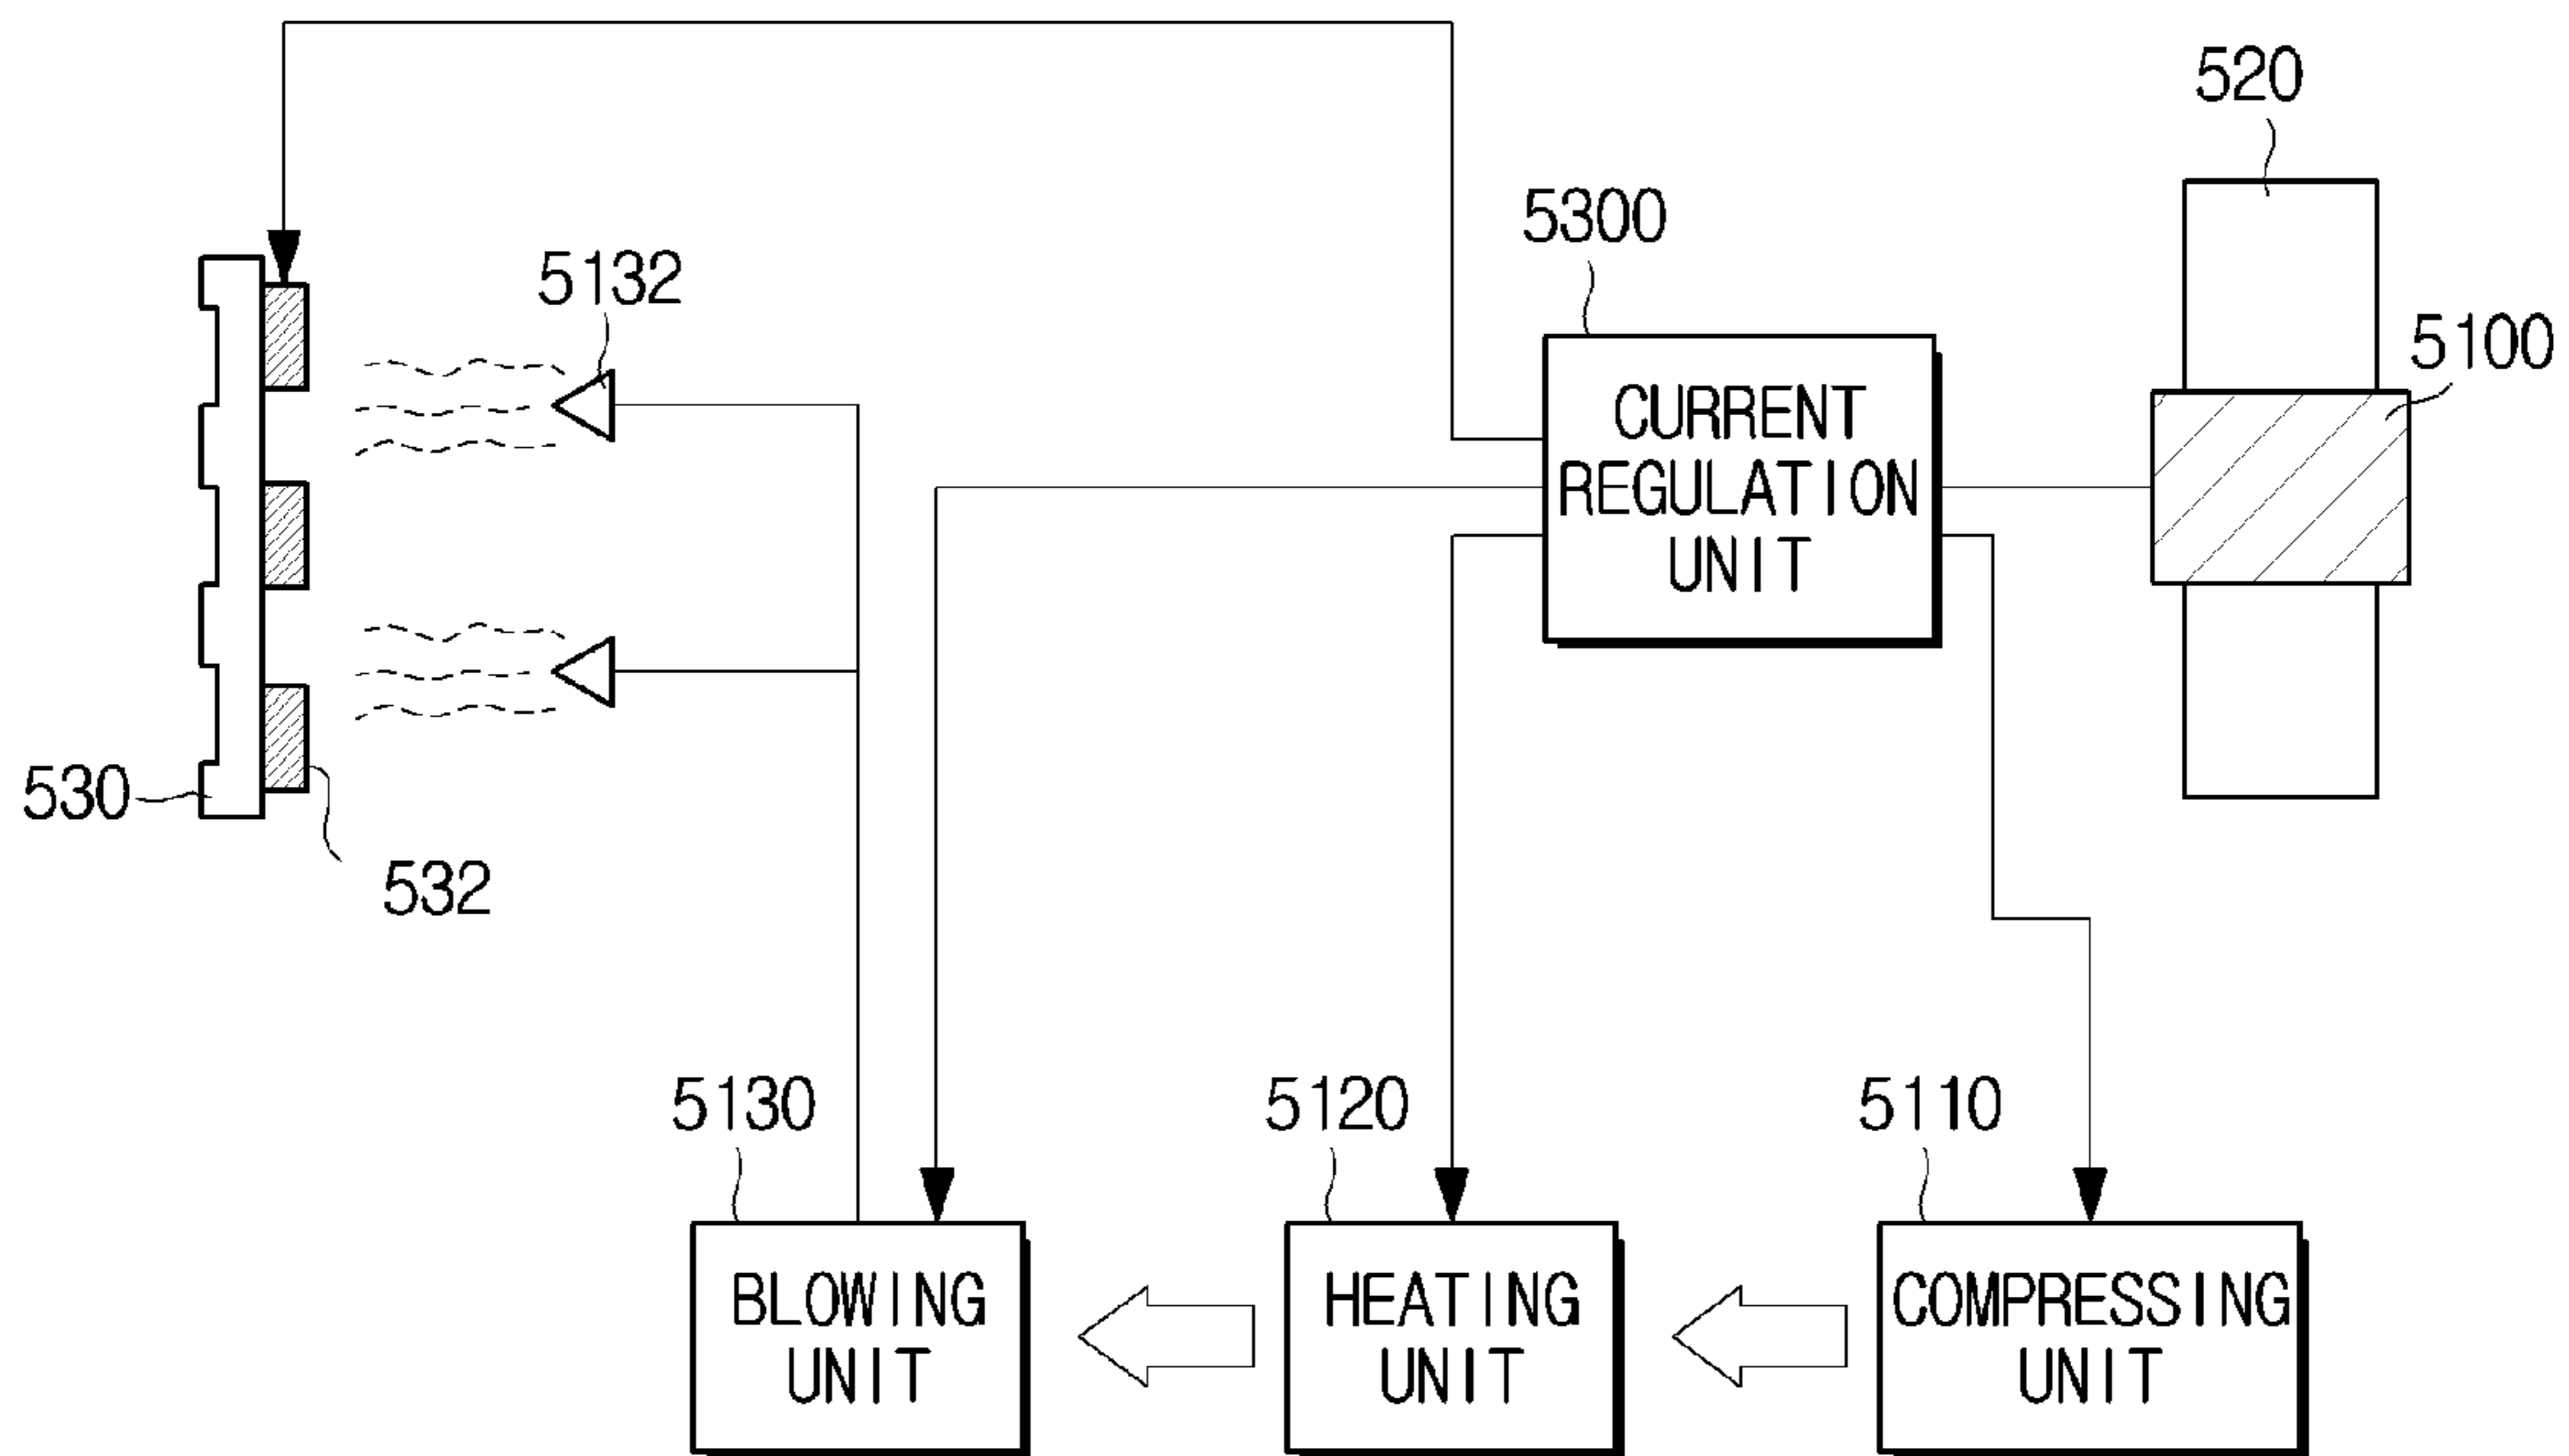 520
5300
5132
5100
CURRENT
REGULATION
UNIT
530
532
5130
5120
5110
BLOWING
UNIT
HEATING
UNIT
COMPRESSING
UNIT